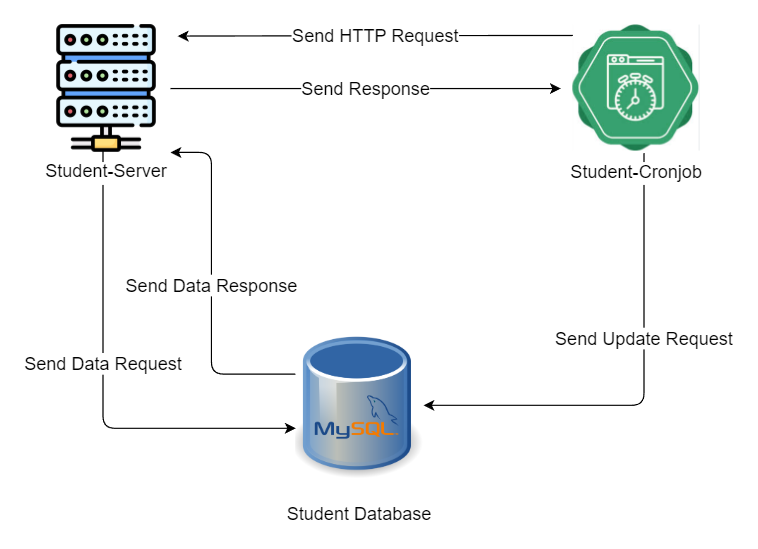 Send HTTP Request
Send Response
Student-Server
Student-Cronjob
Send Data Response
Send Update Request
Send Data Request
MySQL
Student Database